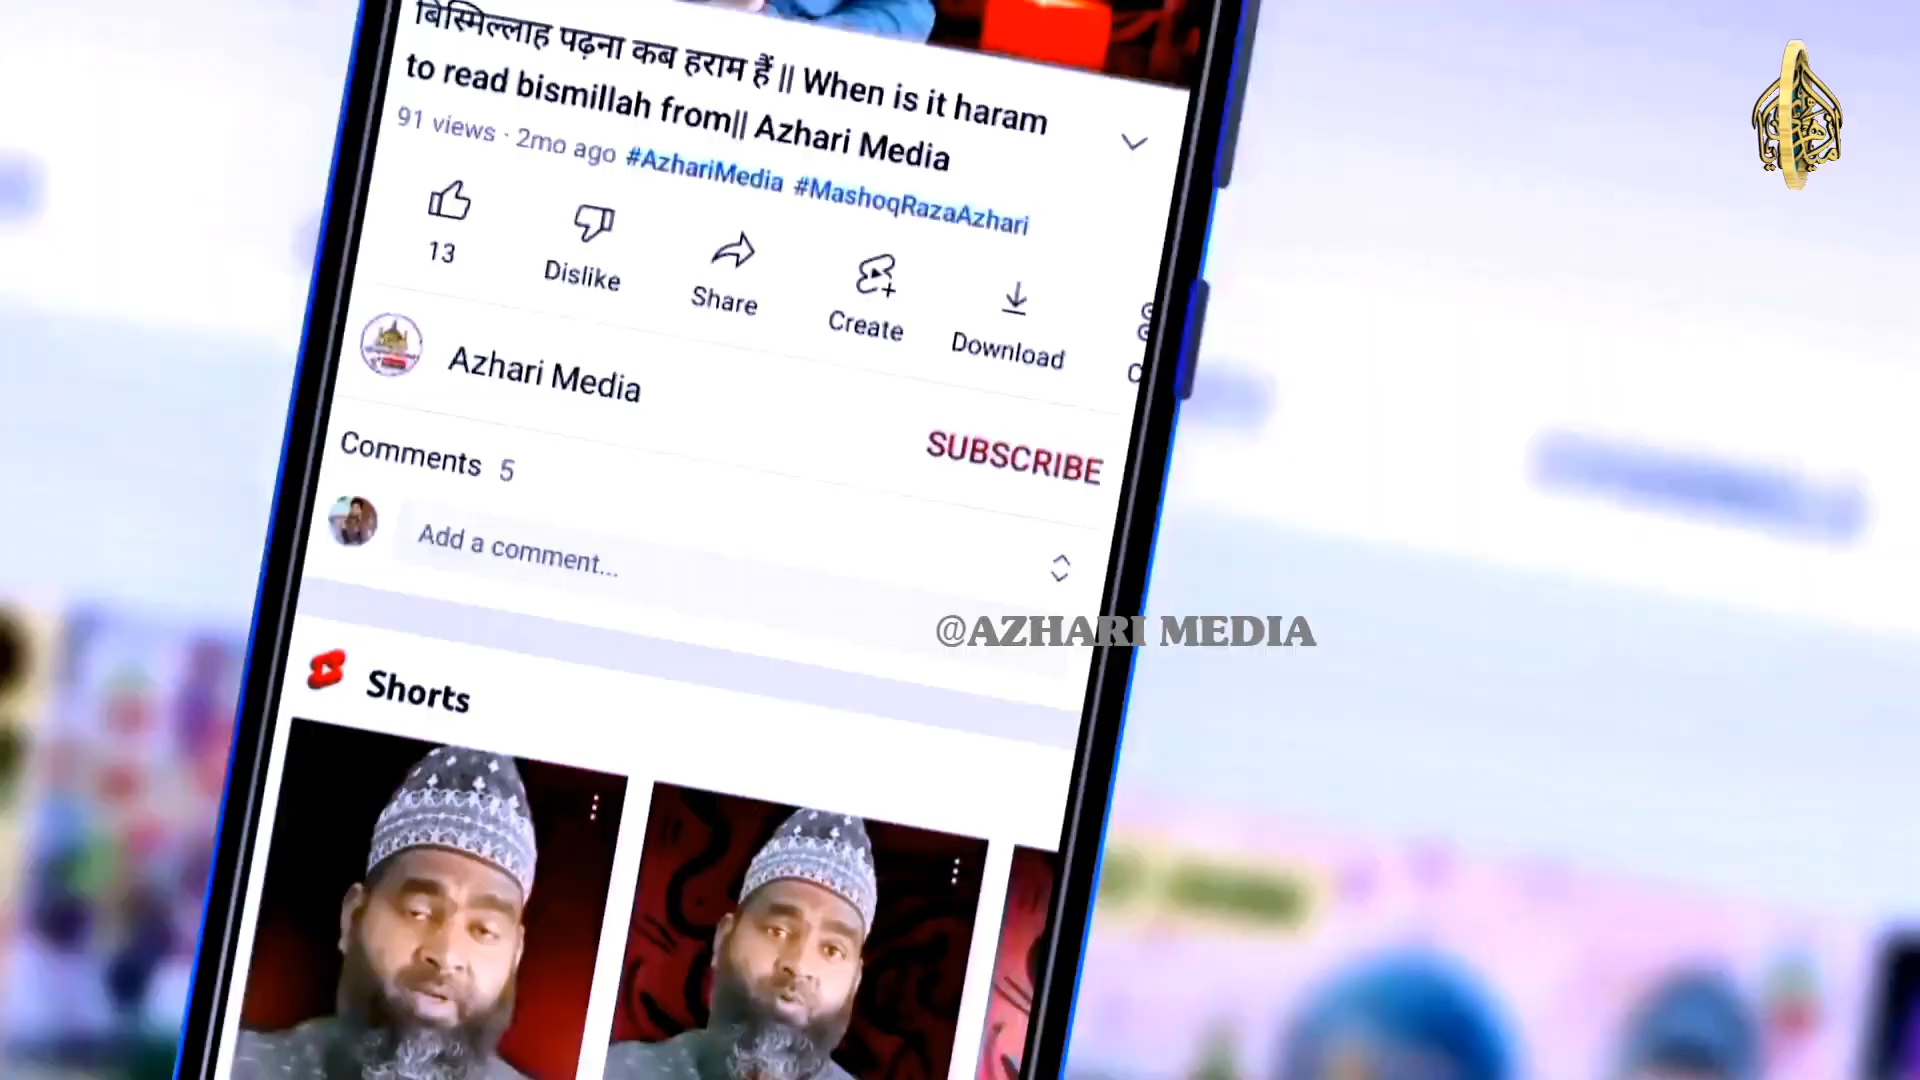 बिस्मिल्लाह पढ़ना कब हराम हैं || When is it haram
to read bismillah from|| Azhari Media
91 views · 2mo ago #AzhariMedia #MashoqRazaAzhari
13
Dislike
Share
Create
Download
Azhari Media
SUBSCRIBE
Comments 5
Add a comment...
@AZHARI MEDIA
Shorts